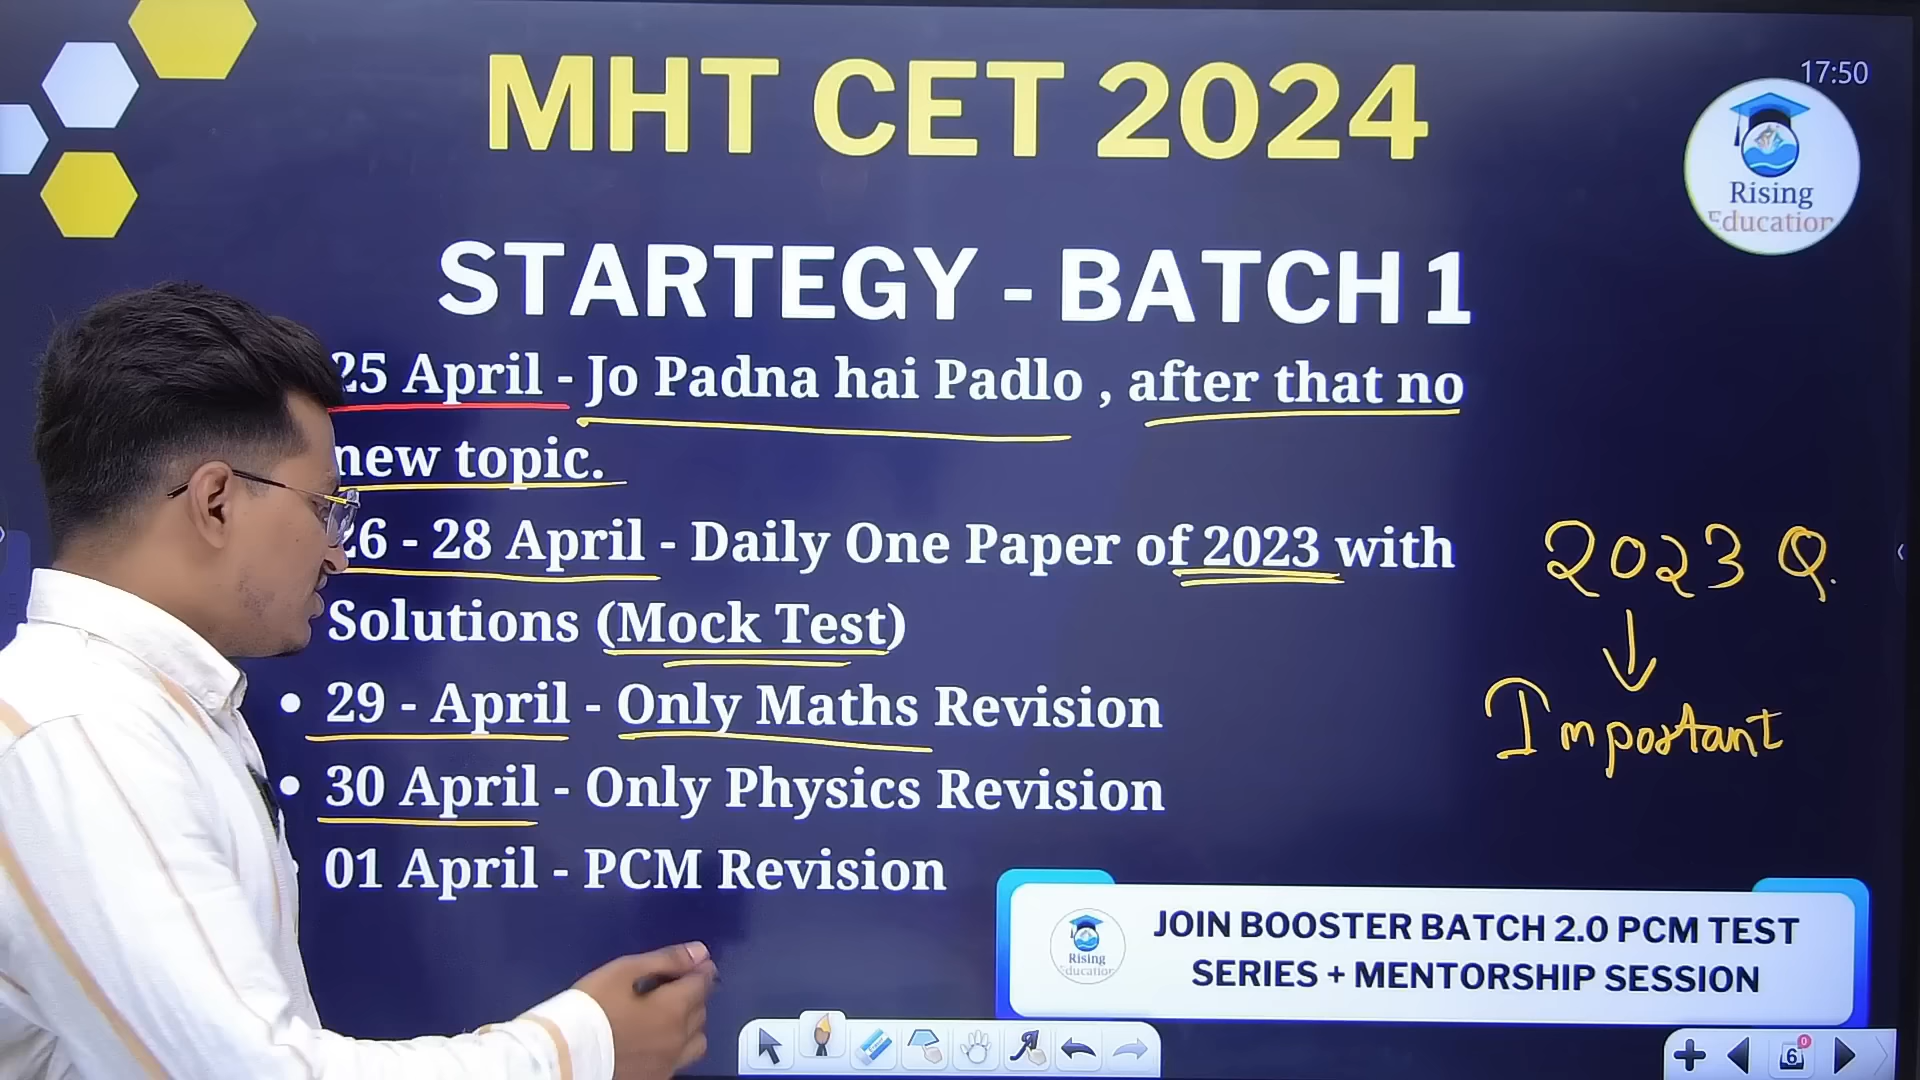 17:50
MHT CET 2024
Rising
Education
STARTEGY - BATCH 1
25 April - Jo Padna hai Padlo , after that no
new topic.
26 - 28 April - Daily One Paper of 2023 with
Solutions (Mock Test)
• 29 - April - Only Maths Revision
• 30 April - Only Physics Revision
01 April - PCM Revision
2023 Q.
Important
JOIN BOOSTER BATCH 2.0 PCM TEST
SERIES + MENTORSHIP SESSION
Rising
Education
6
0